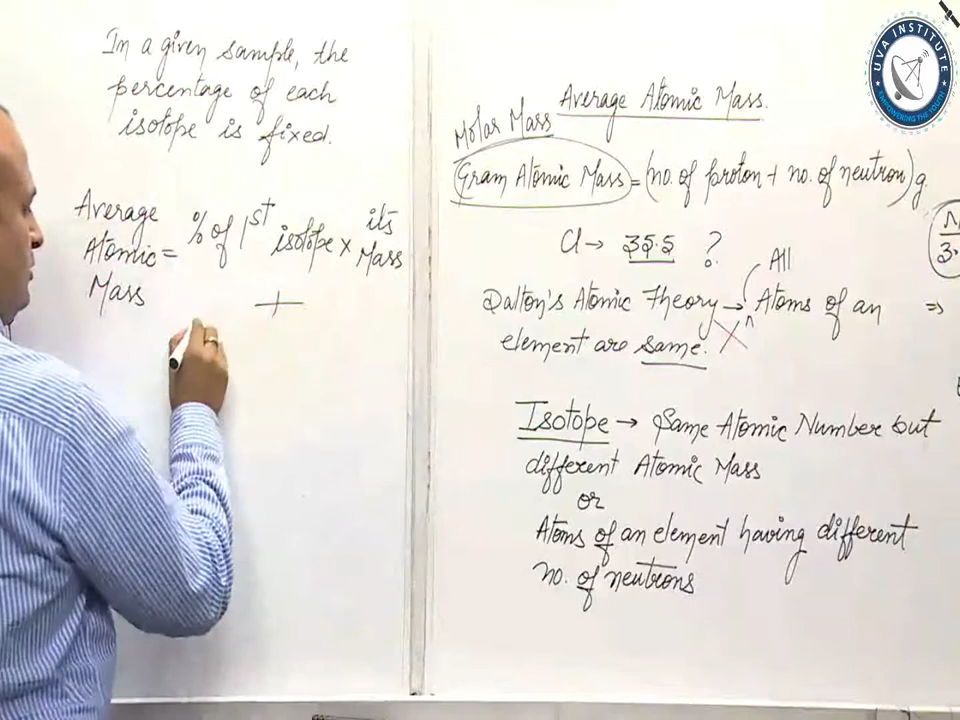 In a given sample, the
percentage of each
isotope is fixed.
Average
Atomic =
Mass
% of 1st isotope × its
Mass
+
Average Atomic Mass.
Molar Mass
Gram Atomic Mass = (no. of proton + no. of neutron) g.
Cl → 35.5 ?
All
Dalton's Atomic Theory → Atoms of an ⇒
element are same.
Isotope → Same Atomic Number but
different Atomic Mass
or
Atoms of an element having different
no. of neutrons
UVA INSTITUTE
EMPOWERING THE YOUTH